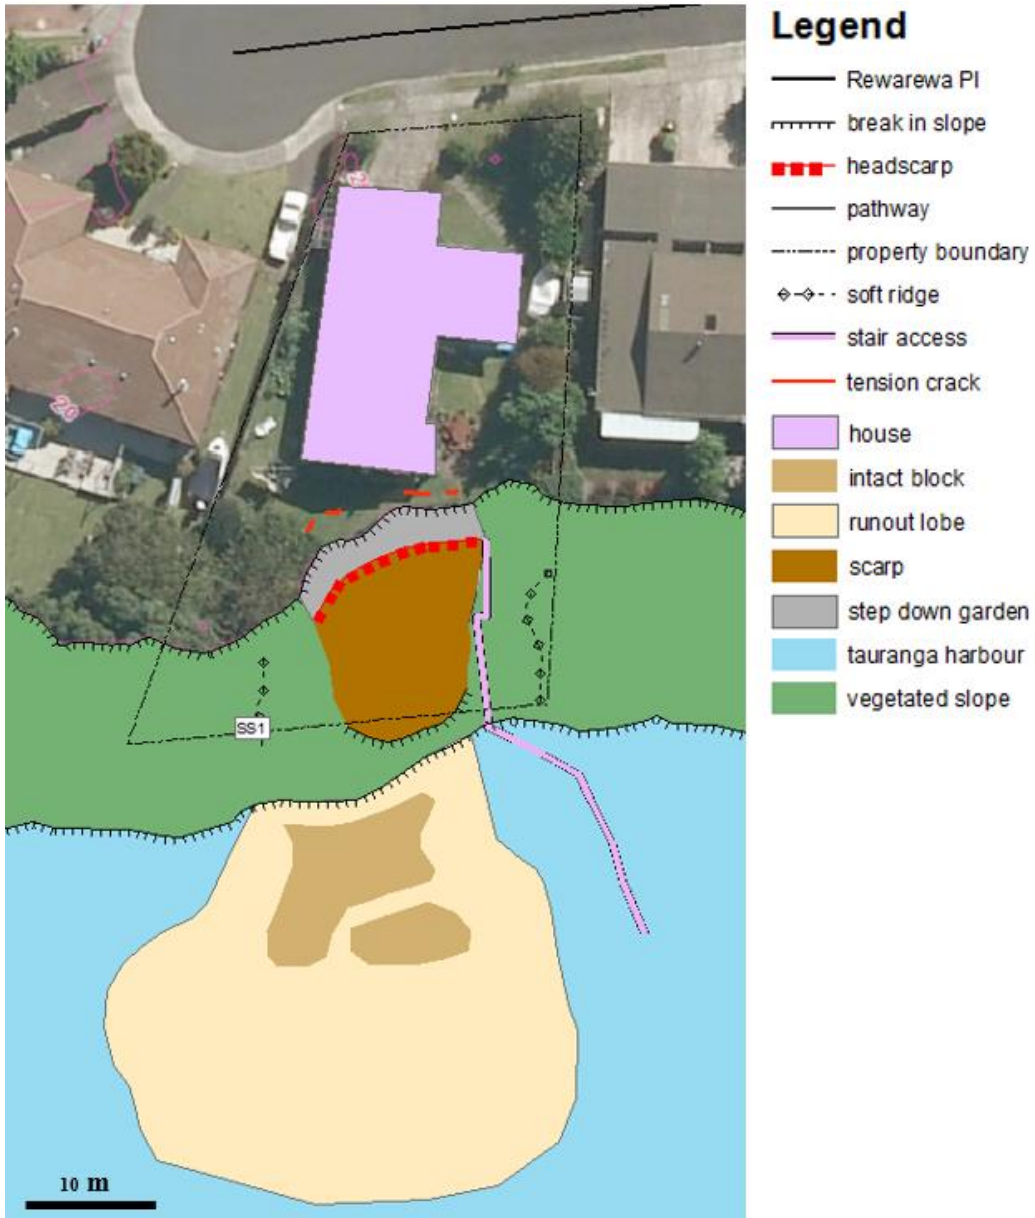 Legend
Rewarewa Pl
break in slope
headscarp
pathway
property boundary
soft ridge
stair access
tension crack
house
intact block
runout lobe
scarp
step down garden
tauranga harbour
vegetated slope
20
SS1
10 m